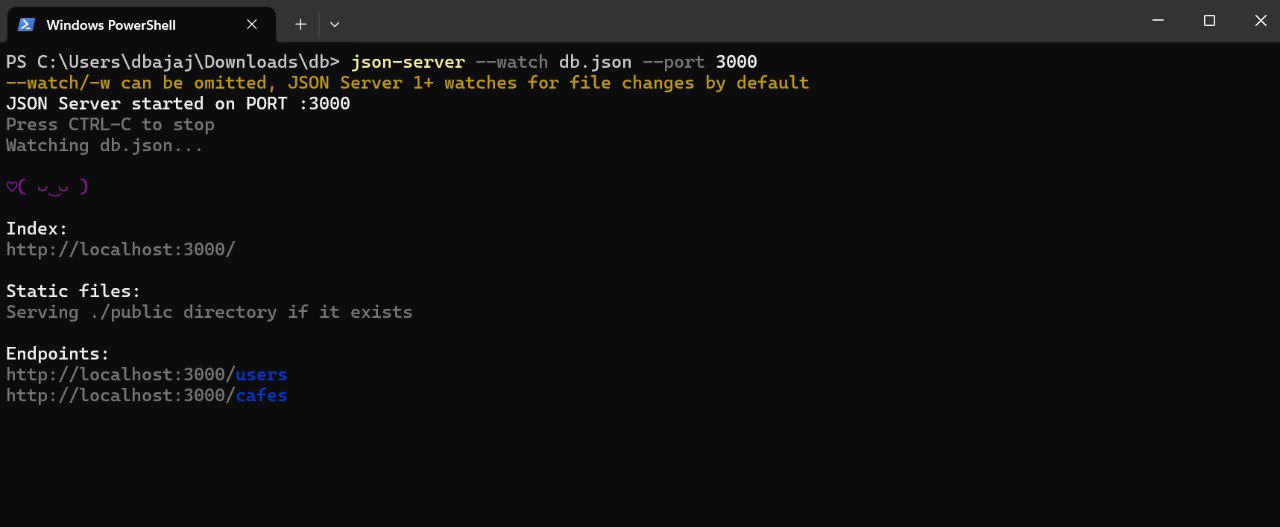 Windows PowerShell
PS C:\Users\dbajaj\Downloads\db> json-server --watch db.json --port 3000
--watch/-w can be omitted, JSON Server 1+ watches for file changes by default
JSON Server started on PORT :3000
Press CTRL-C to stop
Watching db.json...
♡( ◡‿◡ )
Index:
http://localhost:3000/
Static files:
Serving ./public directory if it exists
Endpoints:
http://localhost:3000/users
http://localhost:3000/cafes